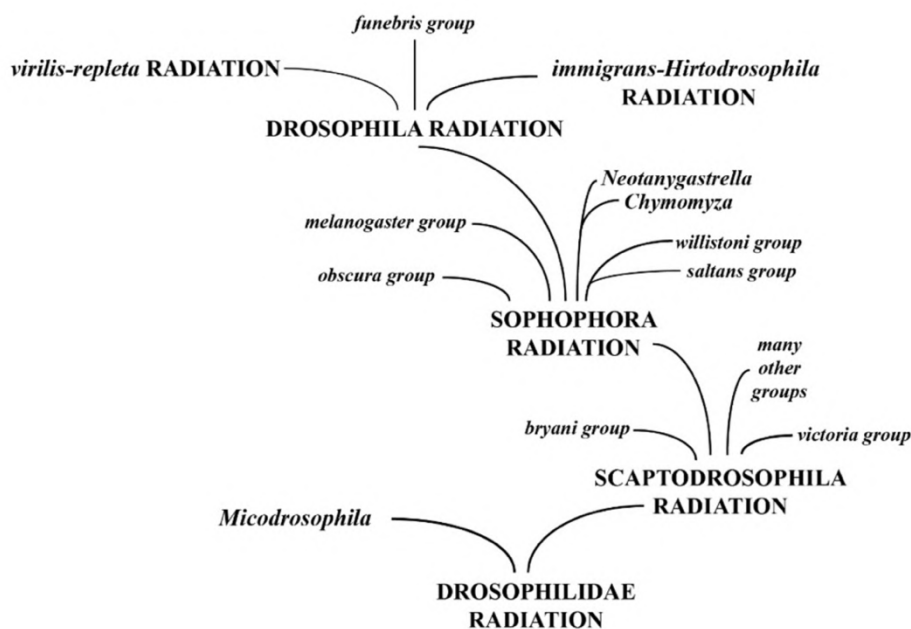 funebris group
virilis-repleta RADIATION
immigrans-Hirtodrosophila
RADIATION
DROSOPHILA RADIATION
Neotanygastrella
Chymomyza
melanogaster group
willistoni group
saltans group
obscura group
SOPHOPHORA
RADIATION
many
other
groups
bryani group
victoria group
SCAPTODROSOPHILA
RADIATION
Micodrosophila
DROSOPHILIDAE
RADIATION